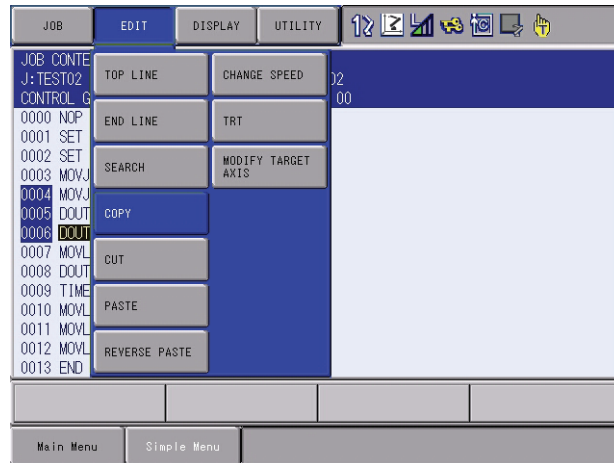 JOB EDIT DISPLAY UTILITY
JOB CONTE
J:TEST02 02
CONTROL G 00
TOP LINE CHANGE SPEED
END LINE TRT
SEARCH MODIFY TARGET AXIS
COPY
CUT
PASTE
REVERSE PASTE
0000 NOP
0001 SET
0002 SET
0003 MOVJ
0004 MOVJ
0005 DOUT
0006 DOUT
0007 MOVL
0008 DOUT
0009 TIME
0010 MOVL
0011 MOVL
0012 MOVL
0013 END
Main Menu Simple Menu